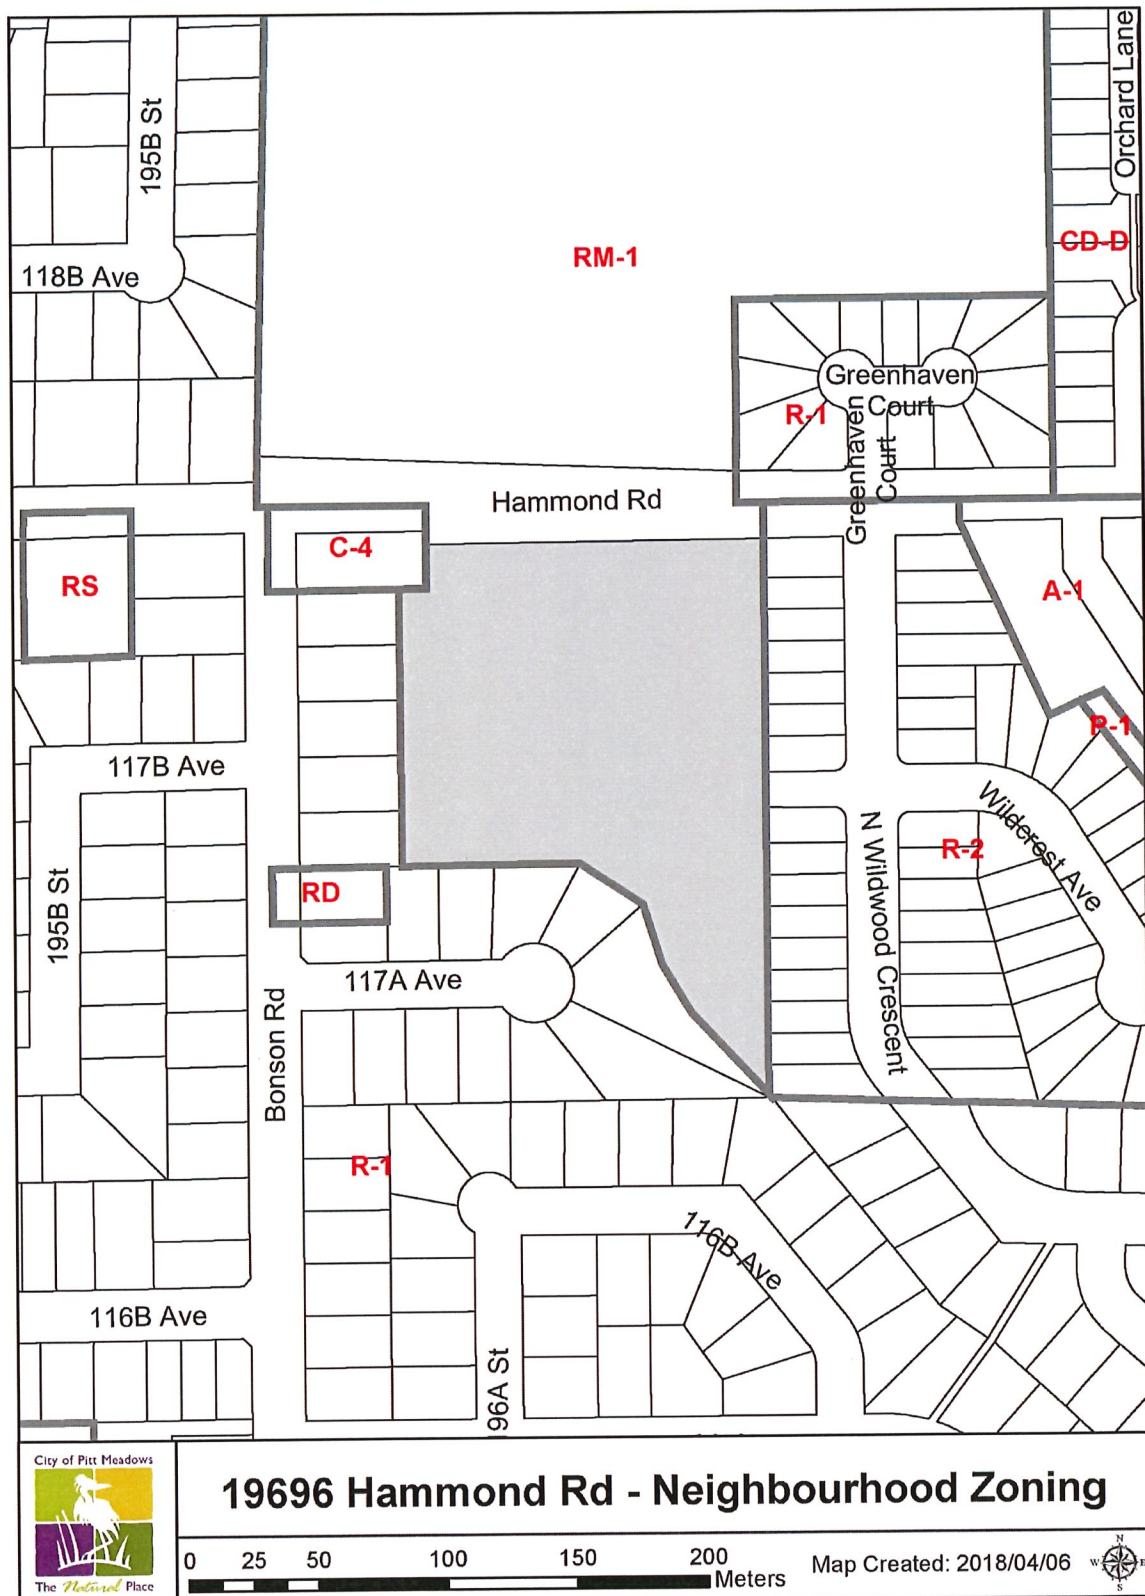 Orchard Lane
195B St
118B Ave
RM-1
CD-D
Greenhaven
Court
R-1
Greenhaven
Court
Hammond Rd
C-4
RS
A-1
P-1
117B Ave
Wildcrest Ave
N Wildwood Crescent
R-2
RD
195B St
117A Ave
Bonson Rd
R-1
116B Ave
116B Ave
96A St
City of Pitt Meadows
The Natural Place
19696 Hammond Rd - Neighbourhood Zoning
0 25 50 100 150 200
Meters
Map Created: 2018/04/06
N
W E
S